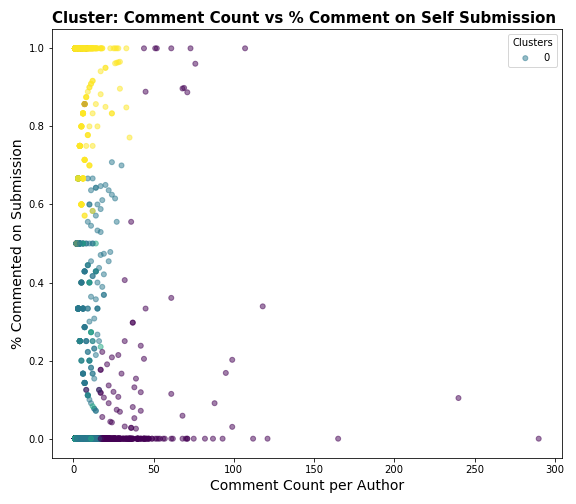 Cluster: Comment Count vs % Comment on Self Submission
Clusters
0
% Commented on Submission
1.0
0.8
0.6
0.4
0.2
0.0
0 50 100 150 200 250 300
Comment Count per Author